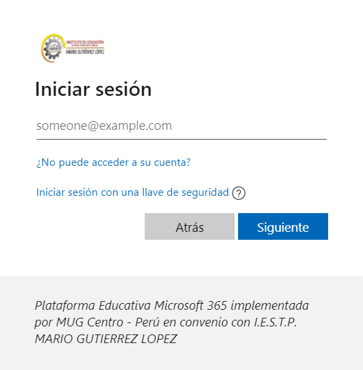 INSTITUTO DE EDUCACIÓN
MARIO GUTIÉRREZ LÓPEZ
Iniciar sesión
someone@example.com
¿No puede acceder a su cuenta?
Iniciar sesión con una llave de seguridad ?
Atrás
Siguiente
Plataforma Educativa Microsoft 365 implementada
por MUG Centro - Perú en convenio con I.E.S.T.P.
MARIO GUTIERREZ LOPEZ